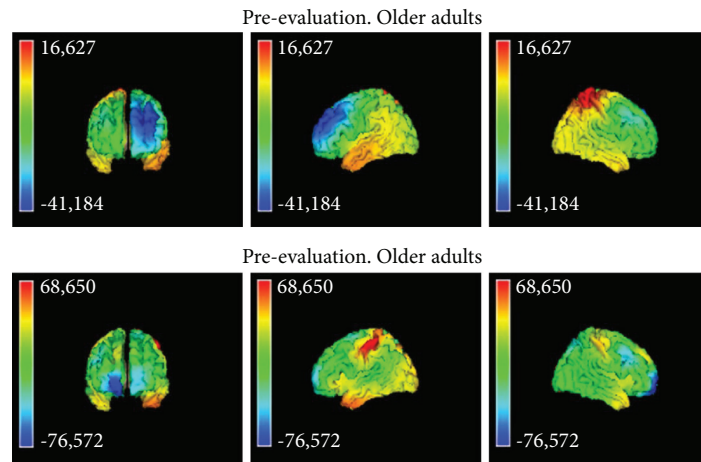 Pre-evaluation. Older adults
16,627 16,627 16,627
-41,184 -41,184 -41,184
Pre-evaluation. Older adults
68,650 68,650 68,650
-76,572 -76,572 -76,572